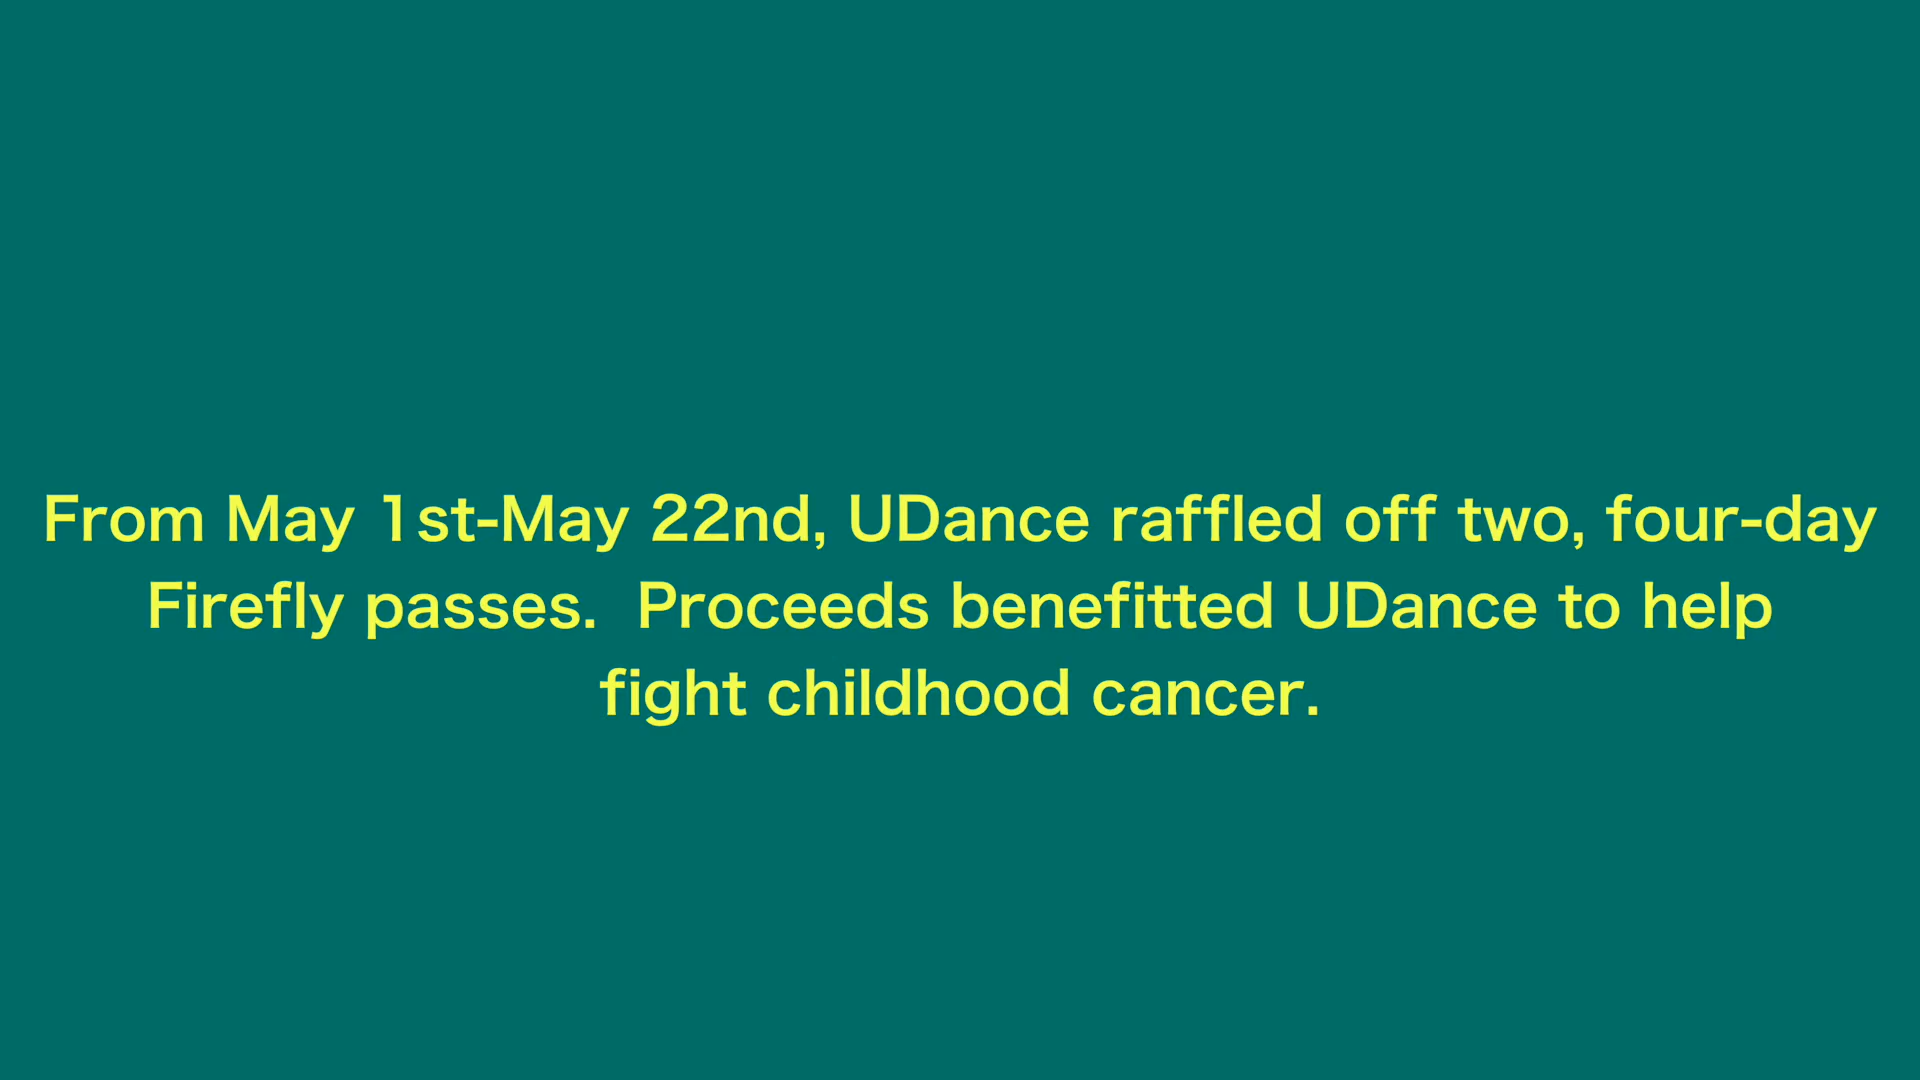 From May 1st-May 22nd, UDance raffled off two, four-day
Firefly passes.  Proceeds benefitted UDance to help
fight childhood cancer.